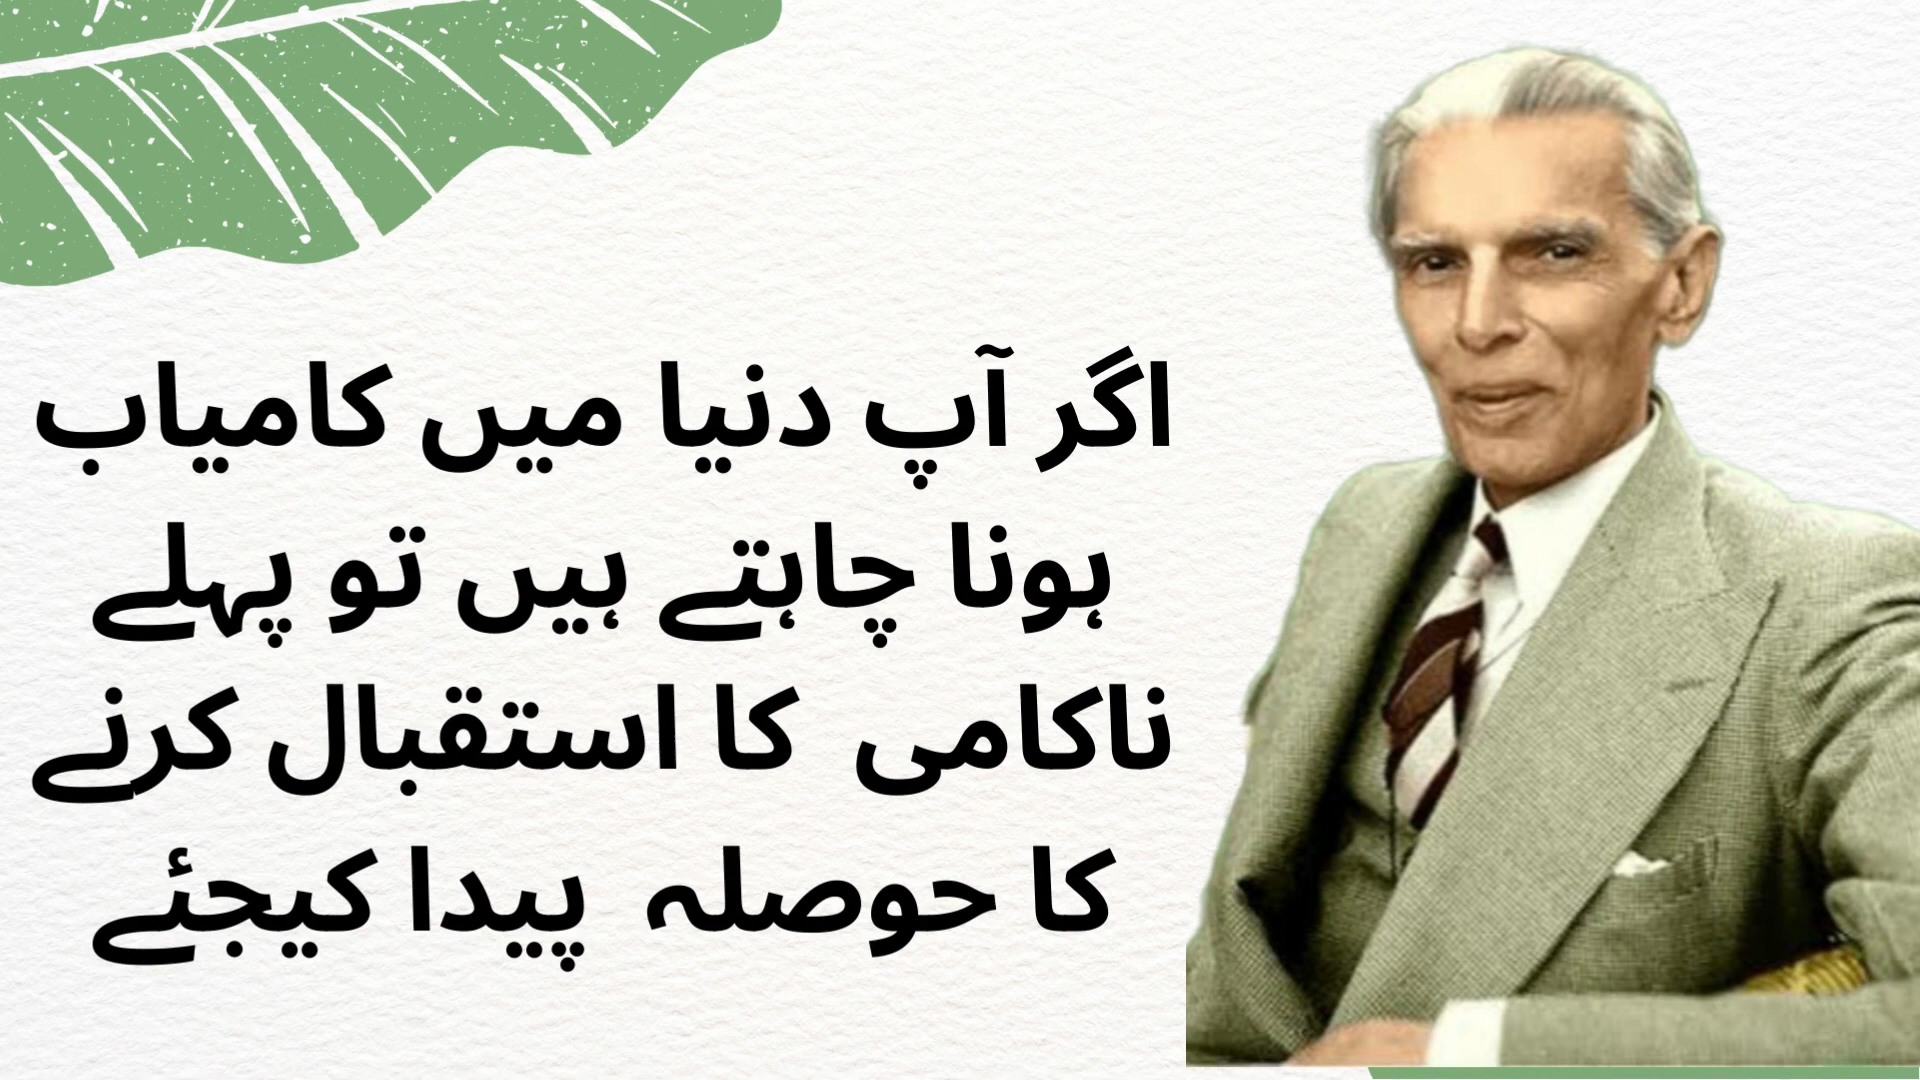 اگر آپ دنیا میں کامیاب
ہونا چاہتے ہیں تو پہلے
ناکامی کا استقبال کرنے
کا حوصلہ پیدا کیجئے